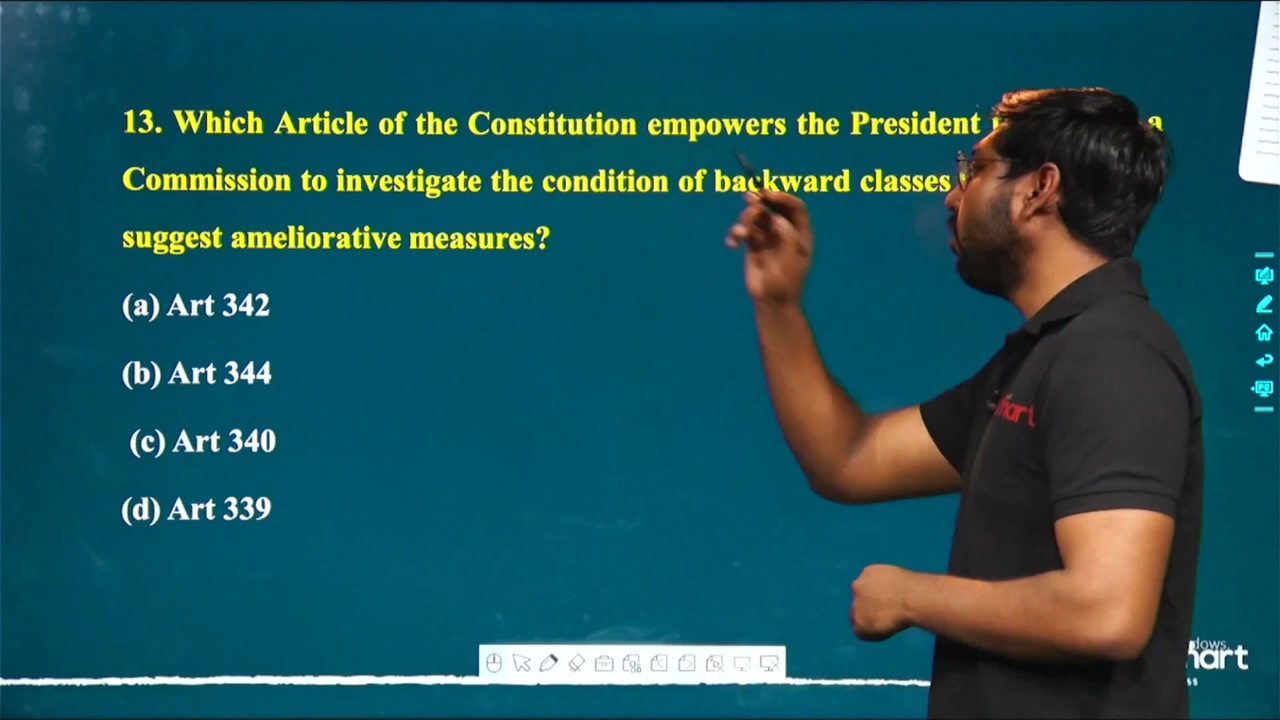 13. Which Article of the Constitution empowers the President a
Commission to investigate the condition of backward classes
suggest ameliorative measures?
(a) Art 342
(b) Art 344
(c) Art 340
(d) Art 339